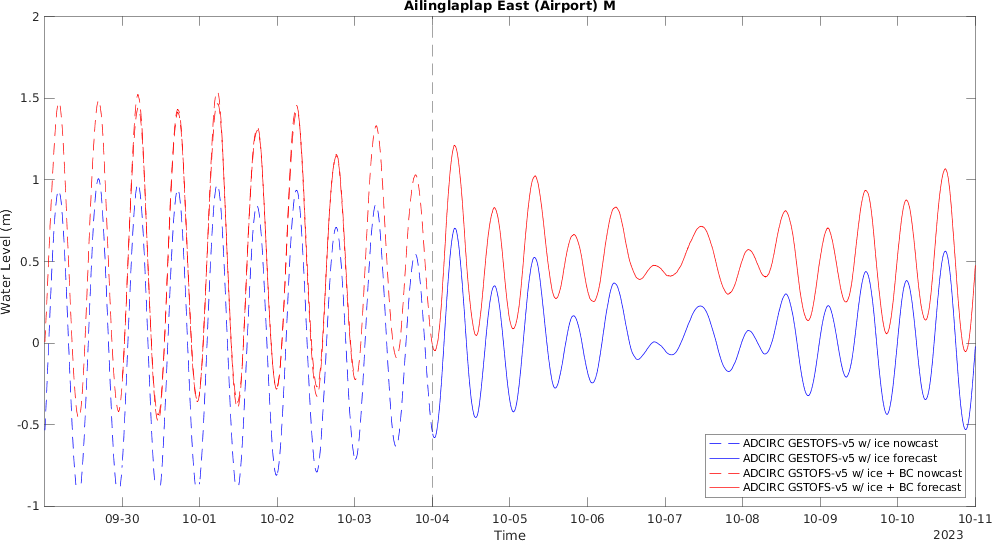 Ailinglaplap East (Airport) M
2
1.5
1
0.5
0
-0.5
-1
Water Level (m)
ADCIRC GESTOFS-v5 w/ ice nowcast
ADCIRC GESTOFS-v5 w/ ice forecast
ADCIRC GSTOFS-v5 w/ ice + BC nowcast
ADCIRC GSTOFS-v5 w/ ice + BC forecast
09-30 10-01 10-02 10-03 10-04 10-05 10-06 10-07 10-08 10-09 10-10 10-11
Time
2023